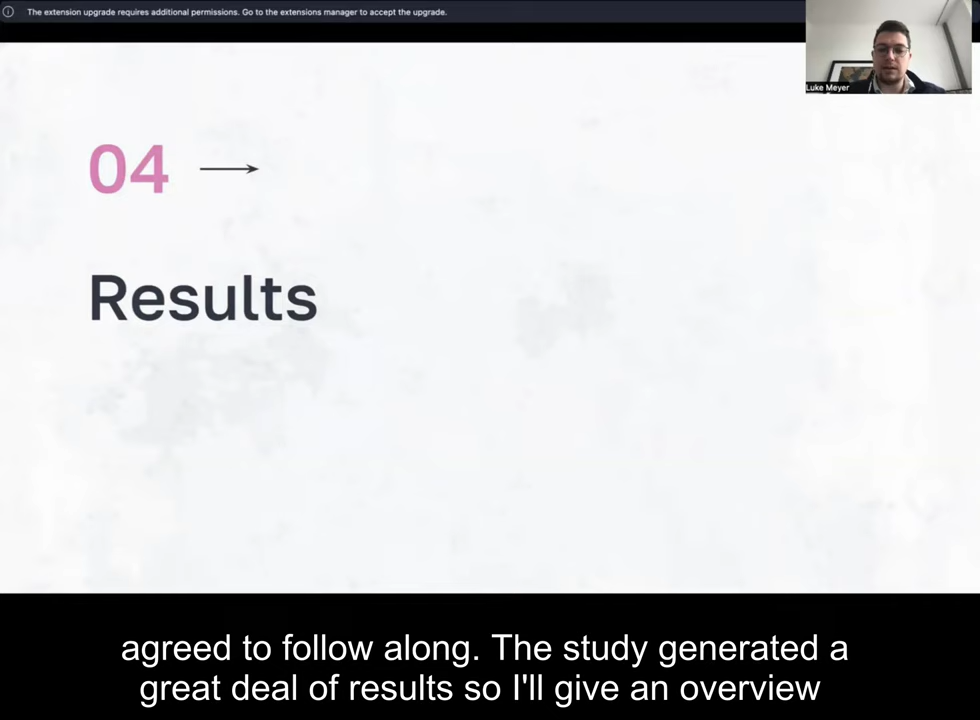 The extension upgrade requires additional permissions. Go to the extensions manager to accept the upgrade.
Luke Meyer
04
Results
agreed to follow along. The study generated a
great deal of results so I'll give an overview